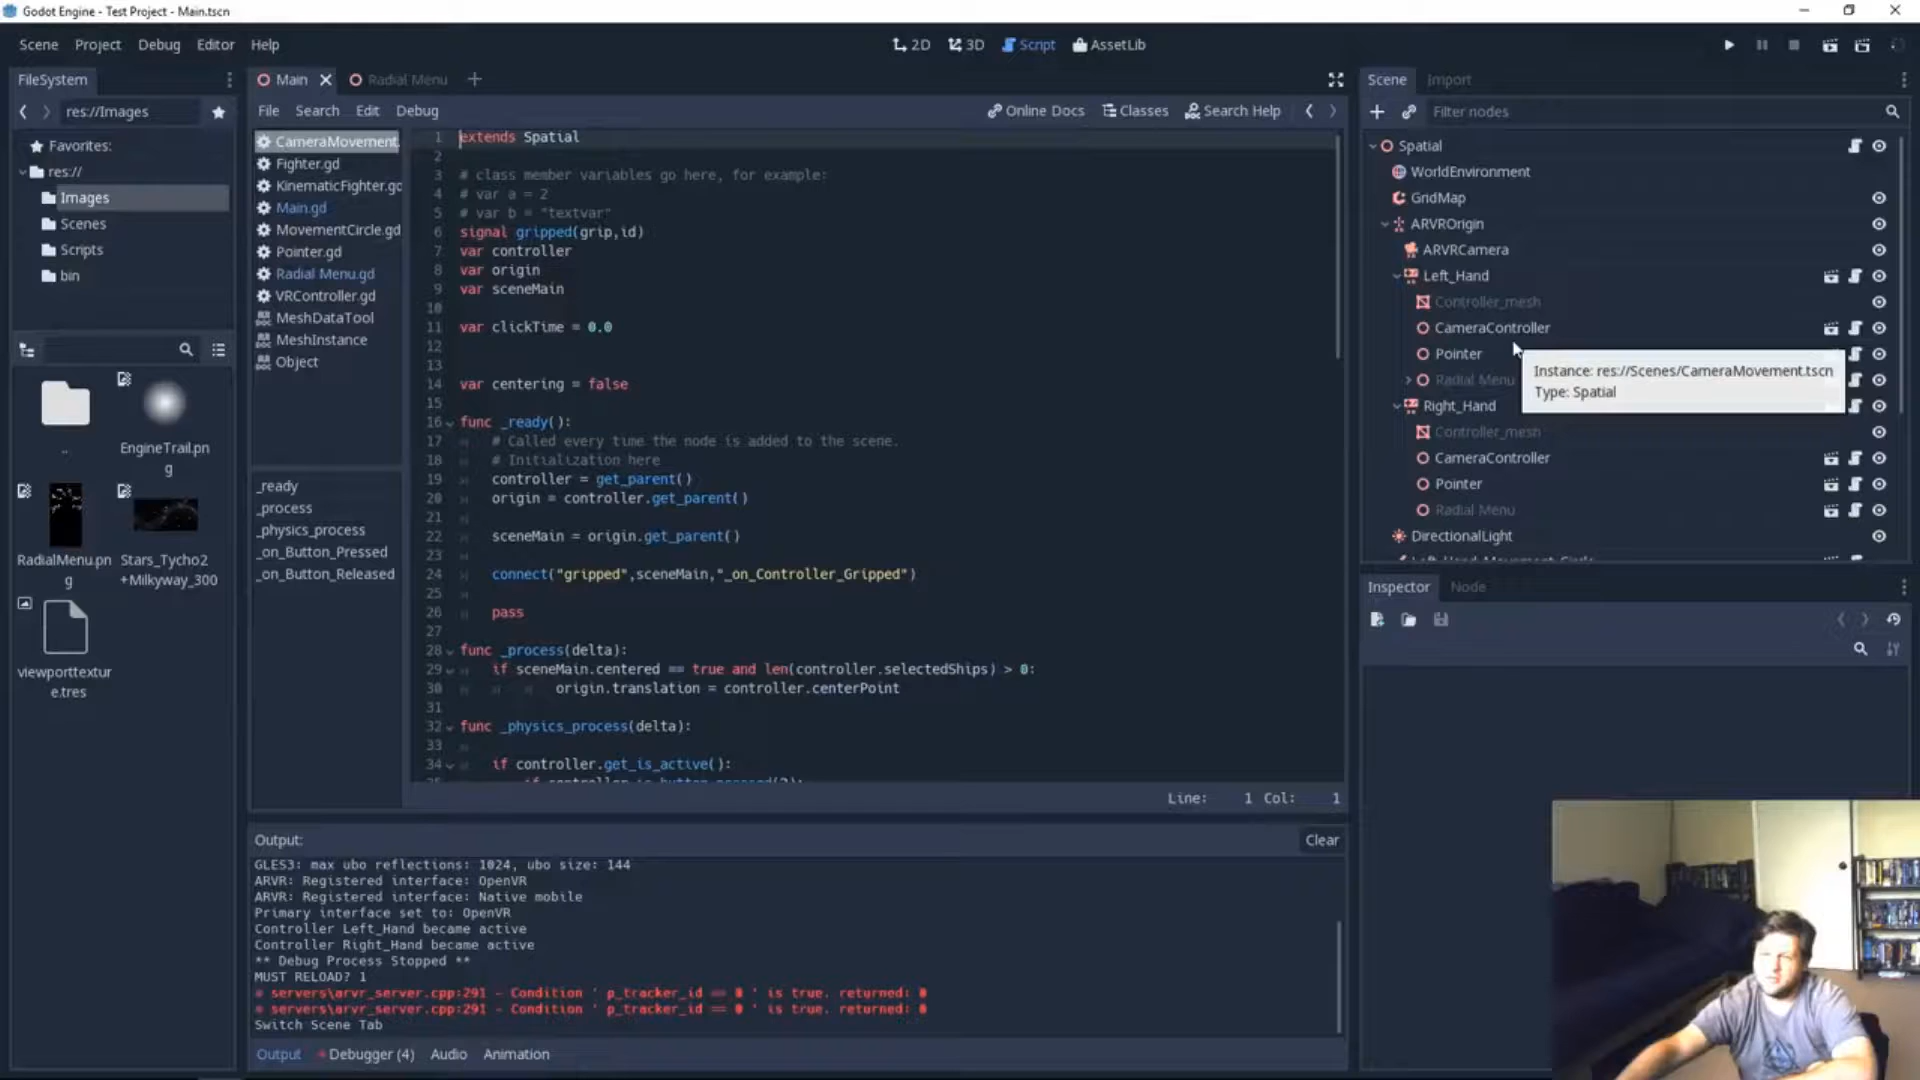 Godot Engine - Test Project - Main.tscn
Scene Project Debug Editor Help
2D 3D Script AssetLib
FileSystem
res://Images
Favorites:
res://
Images
Scenes
Scripts
bin
..
EngineTrail.pn
g
RadialMenu.pn
g
Stars_Tycho2
+Milkyway_300
viewporttextur
e.tres
Main Radial Menu
File Search Edit Debug
Online Docs Classes Search Help
CameraMovement.
Fighter.gd
KinematicFighter.gd
Main.gd
MovementCircle.gd
Pointer.gd
Radial Menu.gd
VRController.gd
MeshDataTool
MeshInstance
Object
_ready
_process
_physics_process
_on_Button_Pressed
_on_Button_Released
1 extends Spatial
2
3 # class member variables go here, for example:
4 # var a = 2
5 # var b = "textvar"
6 signal gripped(grip,id)
7 var controller
8 var origin
9 var sceneMain
10
11 var clickTime = 0.0
12
13
14 var centering = false
15
16 func _ready():
17 # Called every time the node is added to the scene.
18 # Initialization here
19 controller = get_parent()
20 origin = controller.get_parent()
21
22 sceneMain = origin.get_parent()
23
24 connect("gripped",sceneMain,"_on_Controller_Gripped")
25
26 pass
27
28 func _process(delta):
29 if sceneMain.centered == true and len(controller.selectedShips) > 0:
30 origin.translation = controller.centerPoint
31
32 func _physics_process(delta):
33
34 if controller.get_is_active():
Line: 1 Col: 1
Output: Clear
GLES3: max ubo reflections: 1024, ubo size: 144
ARVR: Registered interface: OpenVR
ARVR: Registered interface: Native mobile
Primary interface set to: OpenVR
Controller Left_Hand became active
Controller Right_Hand became active
** Debug Process Stopped **
MUST RELOAD? 1
servers\arvr_server.cpp:291 - Condition ' p_tracker_id == 0 ' is true. returned: 0
servers\arvr_server.cpp:291 - Condition ' p_tracker_id == 0 ' is true. returned: 0
Switch Scene Tab
Output Debugger (4) Audio Animation
Scene Import
Filter nodes
Spatial
WorldEnvironment
GridMap
ARVROrigin
ARVRCamera
Left_Hand
Controller_mesh
CameraController
Pointer
Radial Menu
Instance: res://Scenes/CameraMovement.tscn
Type: Spatial
Right_Hand
Controller_mesh
CameraController
Pointer
Radial Menu
DirectionalLight
Inspector Node